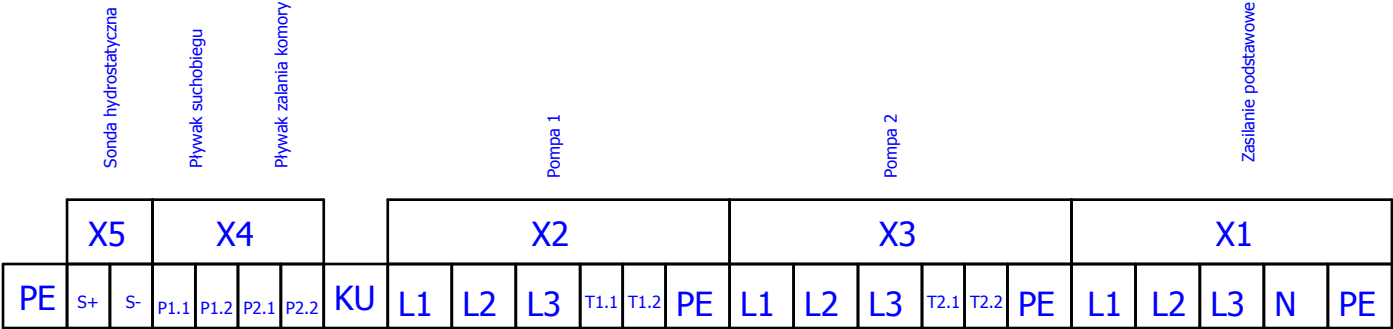 Sonda hydrostatyczna
Pływak suchobiegu
Pływak zalania komory
Pompa 1
Pompa 2
Zasilanie podstawowe
X5 X4 X2 X3 X1
PE S+ S- P1.1 P1.2 P2.1 P2.2 KU L1 L2 L3 T1.1 T1.2 PE L1 L2 L3 T2.1 T2.2 PE L1 L2 L3 N PE